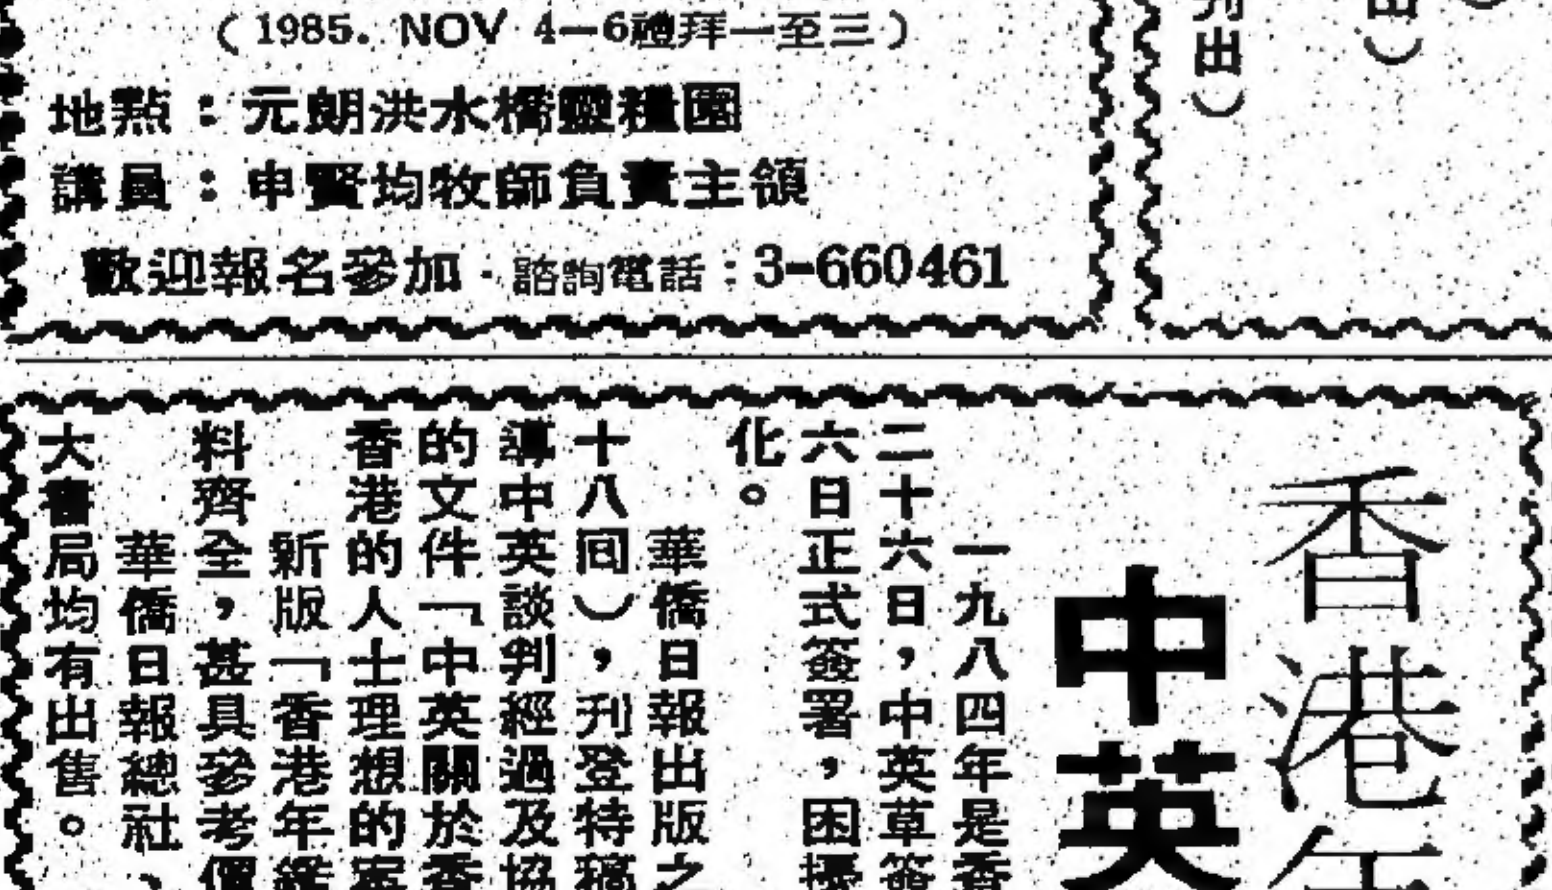 （1985. NOV 4—6禮拜一至三）
地點：元朗洪水橋靈糧園
講員：申賢均牧師負責主領
歡迎報名參加．諮詢電話：3-660461
出）
刊出）
香港年
中英
一九八四年是香
二十六日，中英草簽
六日正式簽署，困擾
化。
華僑日報出版之
十八囘），刊登特稿
導中英談判經過及協
的文件「中英關於香
香港的人士理想的
新版「香港年鑑
料齊全，甚具參考價
華僑日報總社、
大書局均有出售。